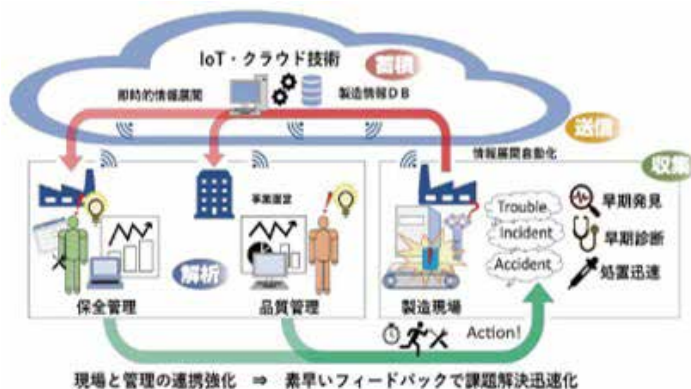 IoT・クラウド技術
蓄積
即時的情報展開
製造情報DB
送信
情報展開自動化
収集
事業運営
Trouble
Incident
Accident
早期発見
早期診断
処置迅速
解析
保全管理
品質管理
製造現場
Action!
現場と管理の連携強化 ⇒ 素早いフィードバックで課題解決迅速化